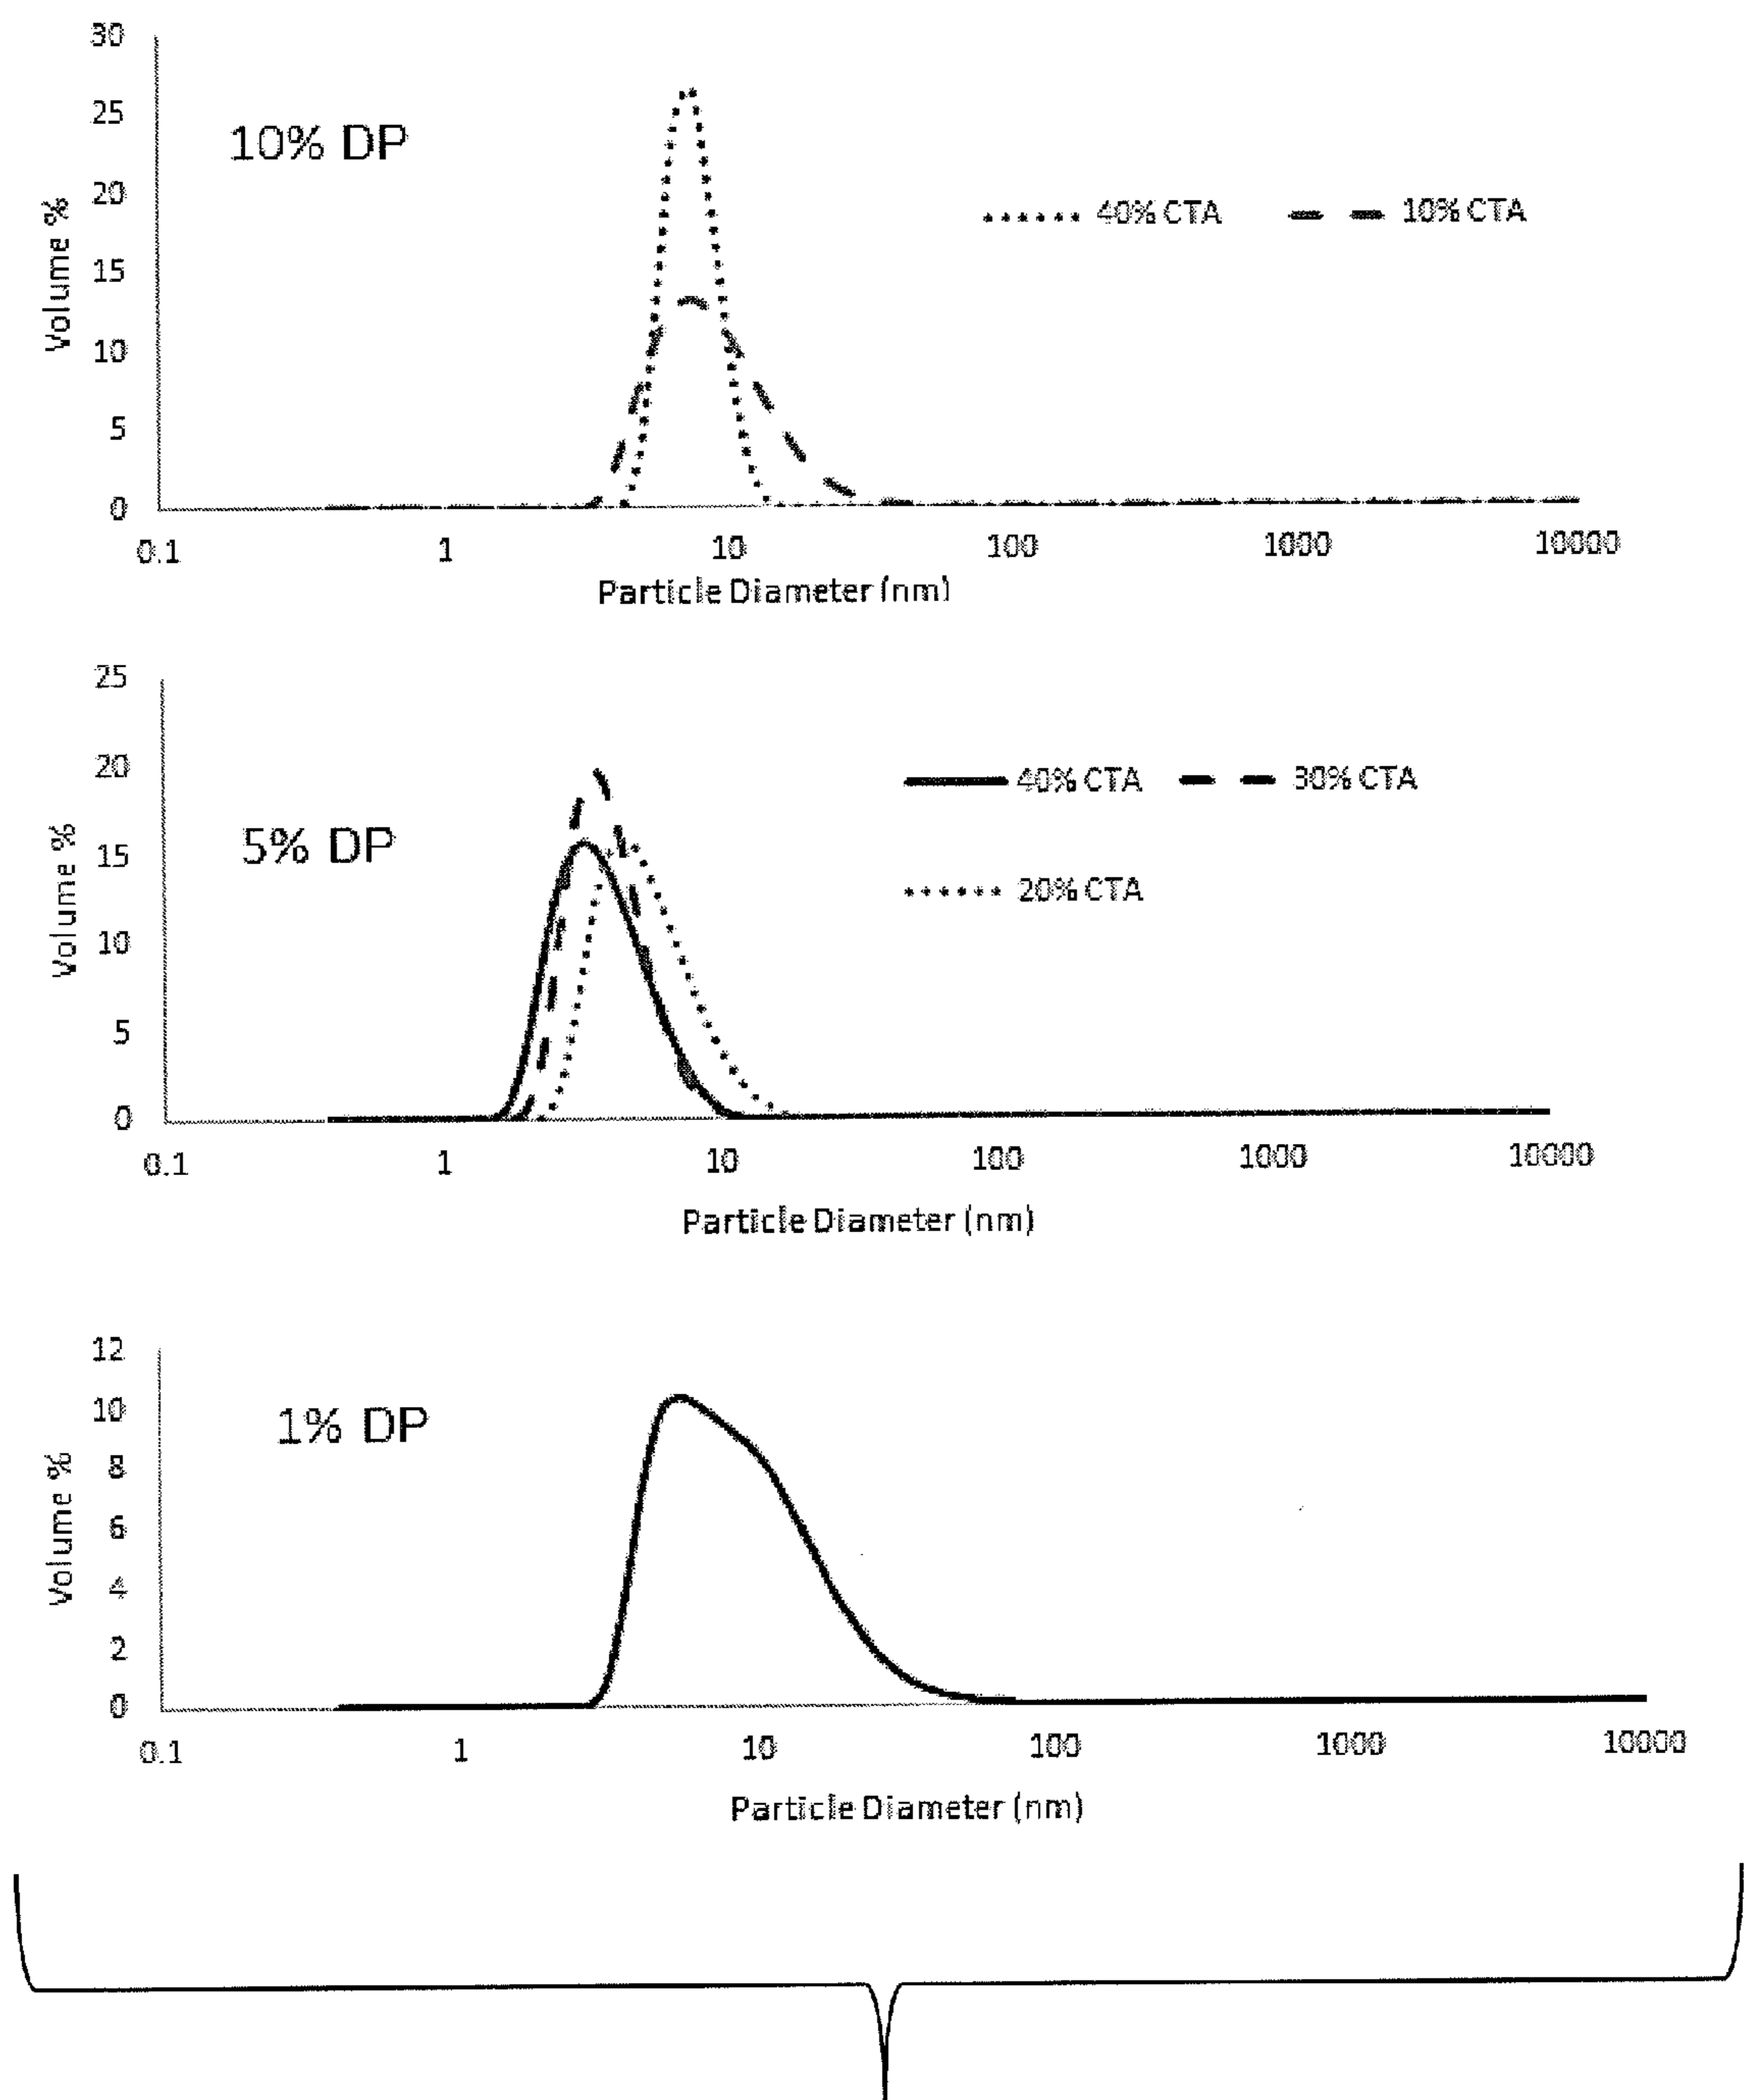 30
25
10% DP
20
40% CTA 10% CTA
Volume %
15
10
5
0
0.1 1 10 100 1000 10000
Particle Diameter (nm)
25
20
40% CTA 30% CTA
5% DP
15
Volume %
20% CTA
10
5
0
0.1 1 10 100 1000 10000
Particle Diameter (nm)
12
10
1% DP
8
Volume %
6
4
2
0
0.1 1 10 100 1000 10000
Particle Diameter (nm)